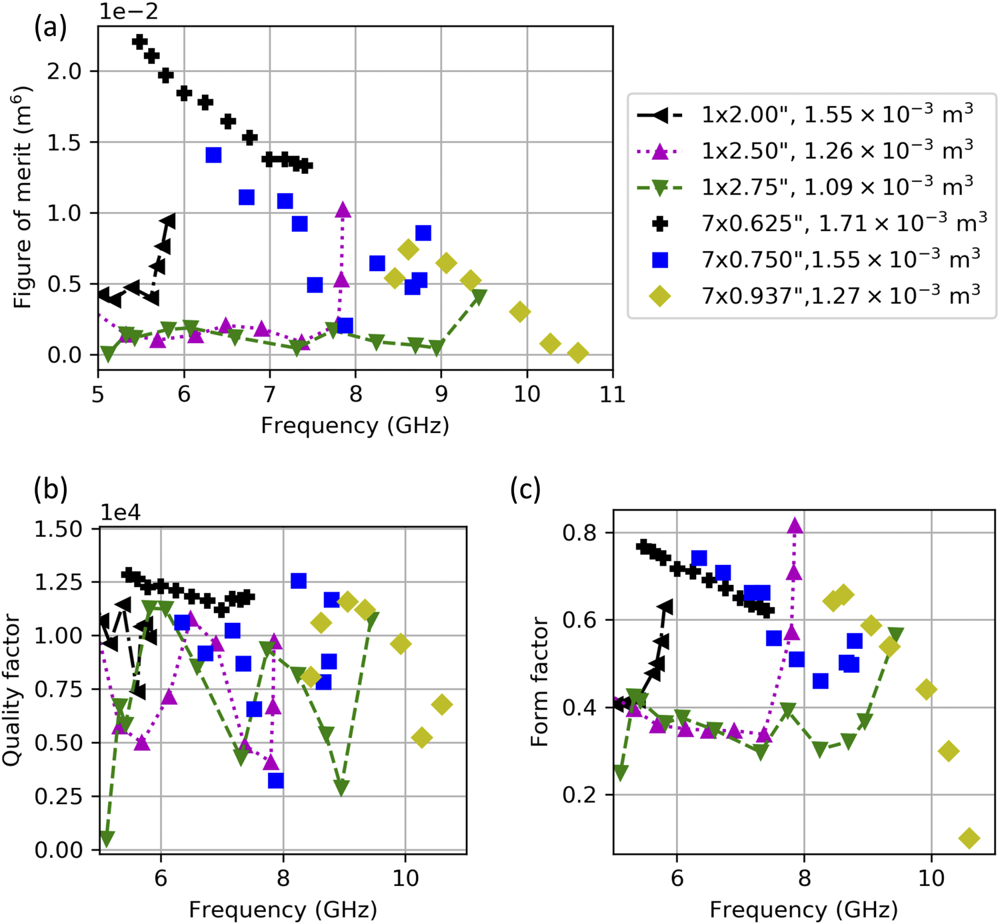 (a)
1e−2
Figure of merit (m⁶)
2.0
1.5
1.0
0.5
0.0
5 6 7 8 9 10 11
Frequency (GHz)
1x2.00", 1.55 × 10⁻³ m³
1x2.50", 1.26 × 10⁻³ m³
1x2.75", 1.09 × 10⁻³ m³
7x0.625", 1.71 × 10⁻³ m³
7x0.750",1.55 × 10⁻³ m³
7x0.937",1.27 × 10⁻³ m³
(b)
1e4
Quality factor
1.50
1.25
1.00
0.75
0.50
0.25
0.00
6 8 10
Frequency (GHz)
(c)
Form factor
0.8
0.6
0.4
0.2
6 8 10
Frequency (GHz)